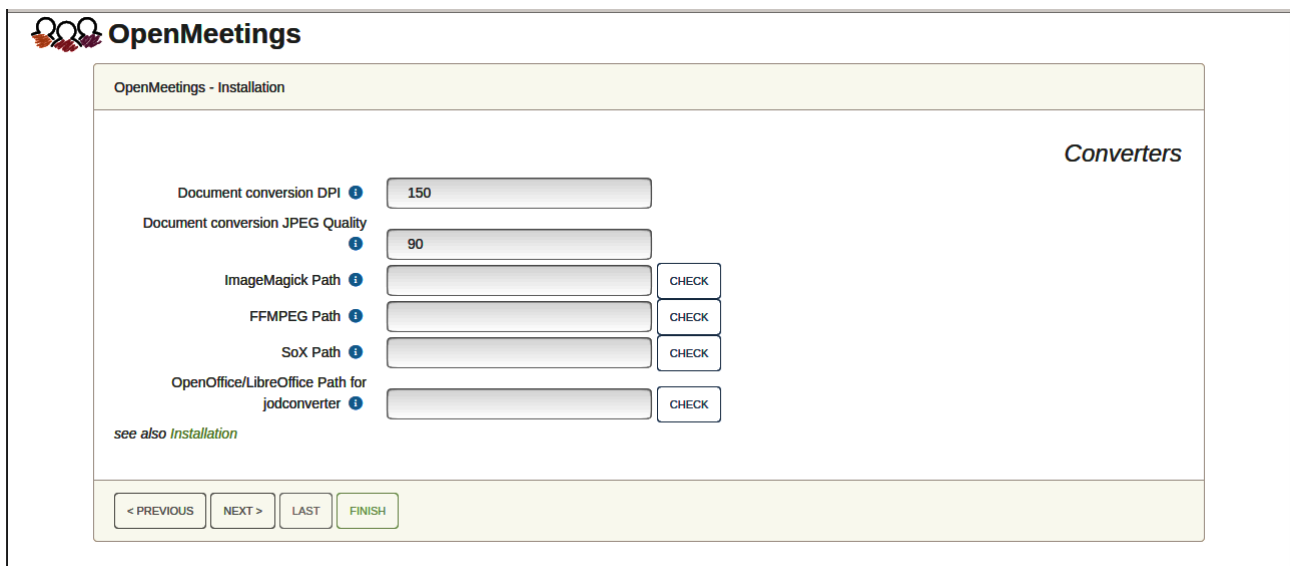 OpenMeetings
OpenMeetings - Installation
Converters
Document conversion DPI 150
Document conversion JPEG Quality
90
ImageMagick Path CHECK
FFMPEG Path CHECK
SoX Path CHECK
OpenOffice/LibreOffice Path for
jodconverter CHECK
see also Installation
< PREVIOUS NEXT > LAST FINISH